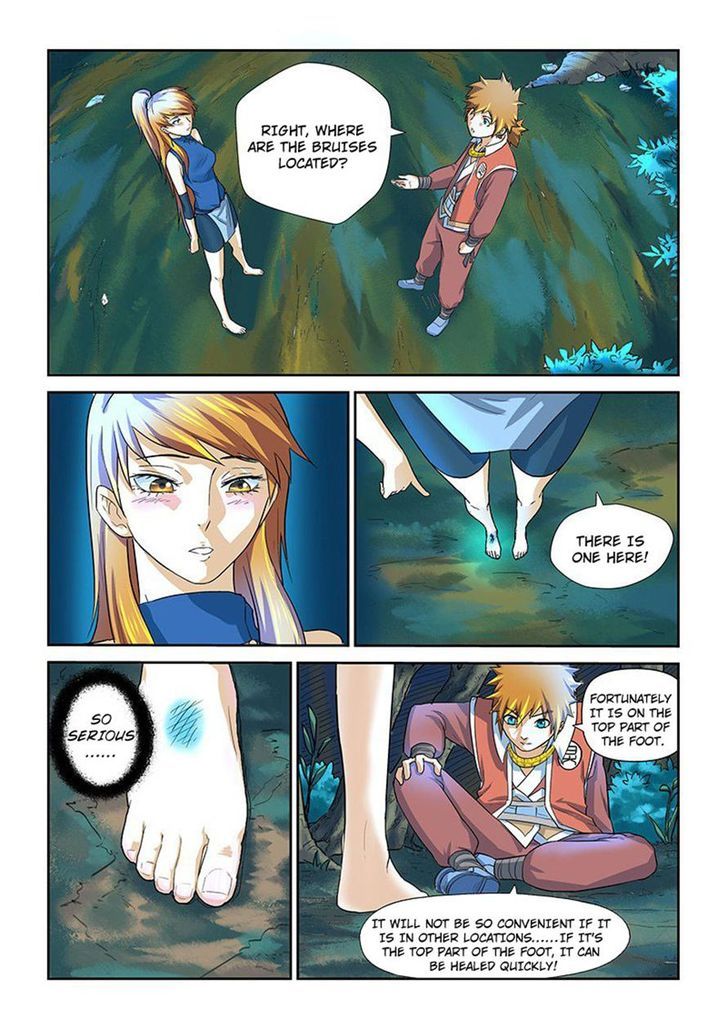 RIGHT, WHERE
ARE THE BRUISES
LOCATED?
THERE IS
ONE HERE!
SO
SERIOUS
......
FORTUNATELY
IT IS ON THE
TOP PART OF
THE FOOT.
IT WILL NOT BE SO CONVENIENT IF IT
IS IN OTHER LOCATIONS......IF IT'S
THE TOP PART OF THE FOOT, IT CAN
BE HEALED QUICKLY!